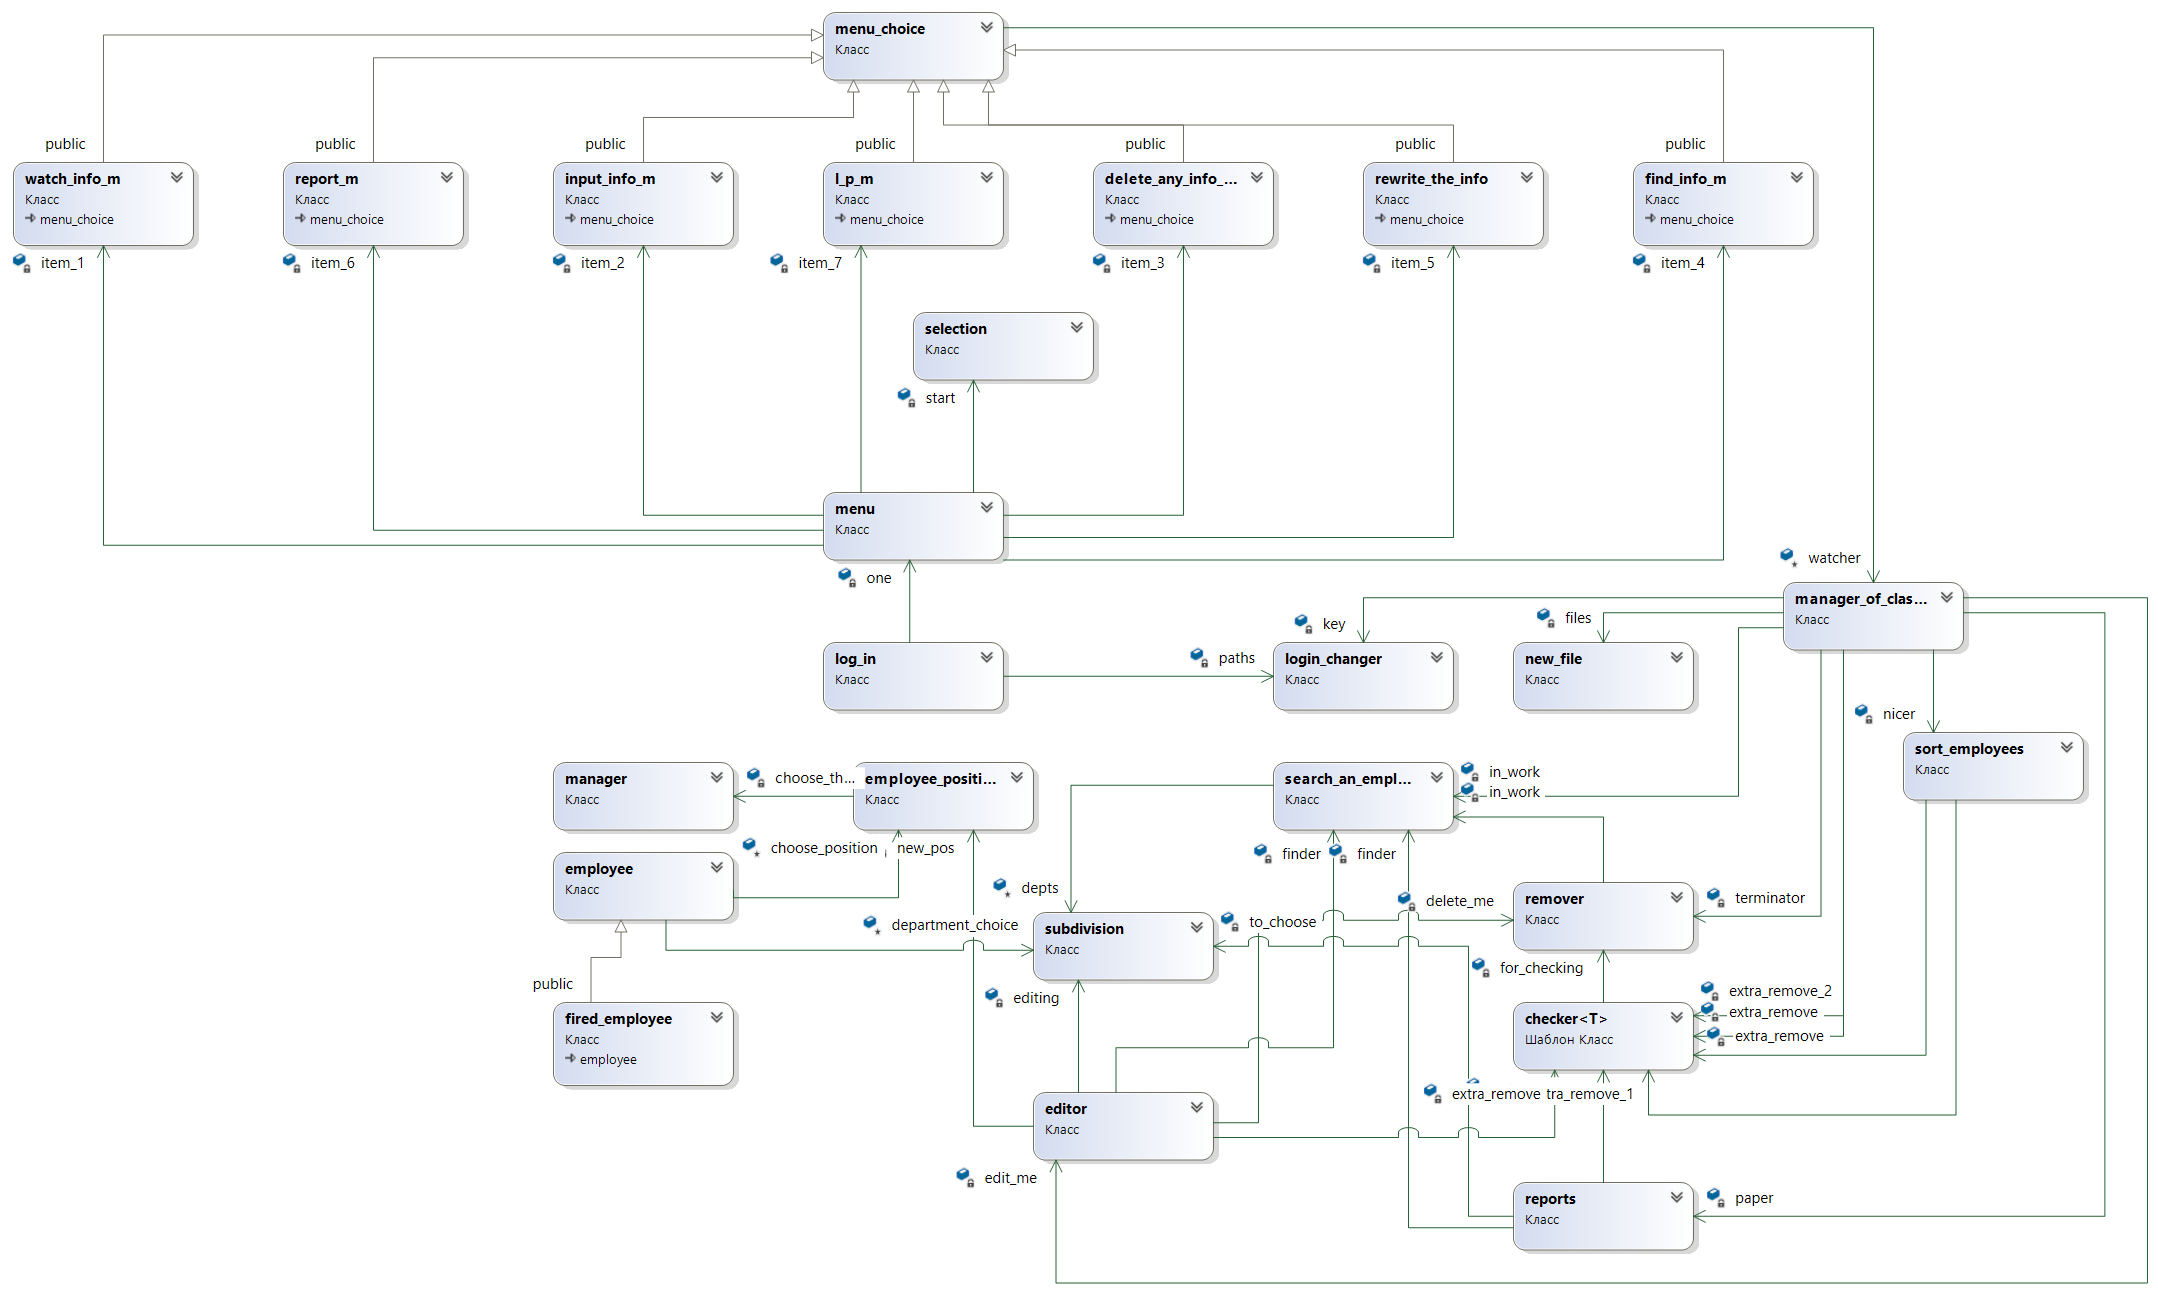 menu_choice
Класс
public
public
public
public
public
public
public
watch_info_m
Класс
menu_choice
report_m
Класс
menu_choice
input_info_m
Класс
menu_choice
l_p_m
Класс
menu_choice
delete_any_info_...
Класс
menu_choice
rewrite_the_info
Класс
menu_choice
find_info_m
Класс
menu_choice
item_1
item_6
item_2
item_7
item_3
item_5
item_4
selection
Класс
start
menu
Класс
one
watcher
manager_of_clas...
Класс
key
files
log_in
Класс
paths
login_changer
Класс
new_file
Класс
nicer
sort_employees
Класс
manager
Класс
choose_th...
employee_positi...
Класс
search_an_empl...
Класс
in_work
in_work
choose_position
new_pos
finder
finder
employee
Класс
depts
department_choice
subdivision
Класс
to_choose
delete_me
remover
Класс
terminator
for_checking
public
editing
extra_remove_2
extra_remove
extra_remove
fired_employee
Класс
employee
checker<T>
Шаблон Класс
extra_remove
tra_remove_1
editor
Класс
edit_me
reports
Класс
paper